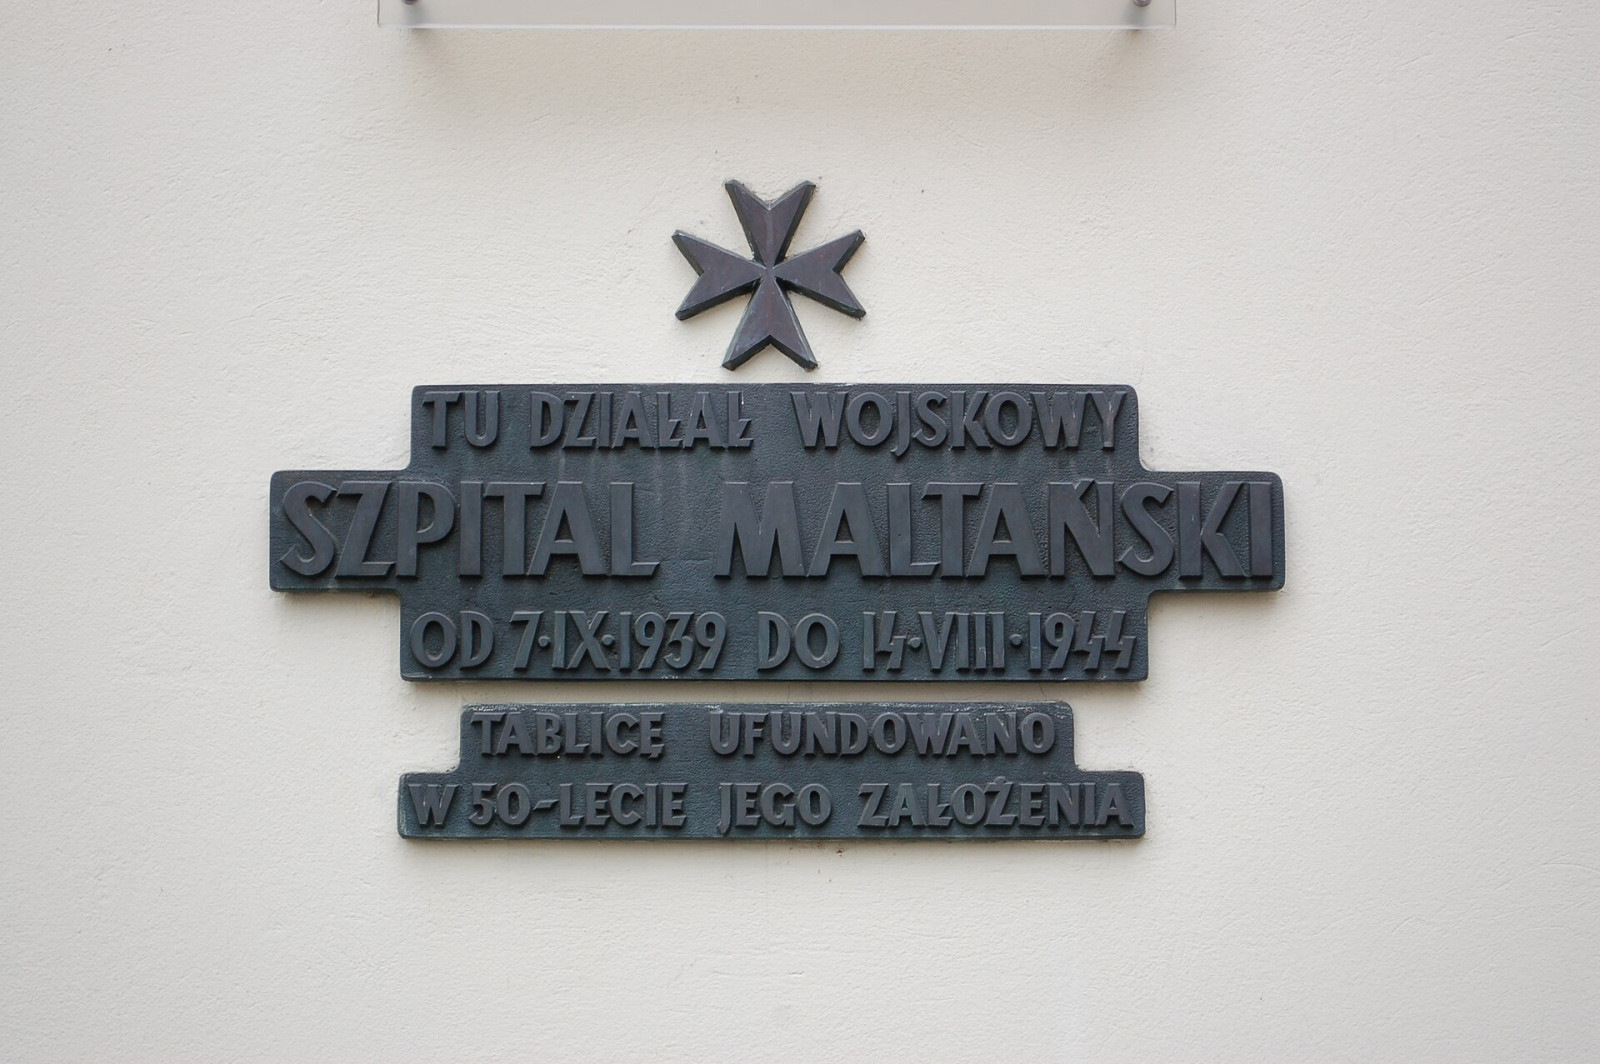 TU DZIAŁAŁ WOJSKOWY
SZPITAL MALTAŃSKI
OD 7·IX·1939 DO 14·VIII·1944
TABLICĘ UFUNDOWANO
W 50-LECIE JEGO ZAŁOŻENIA